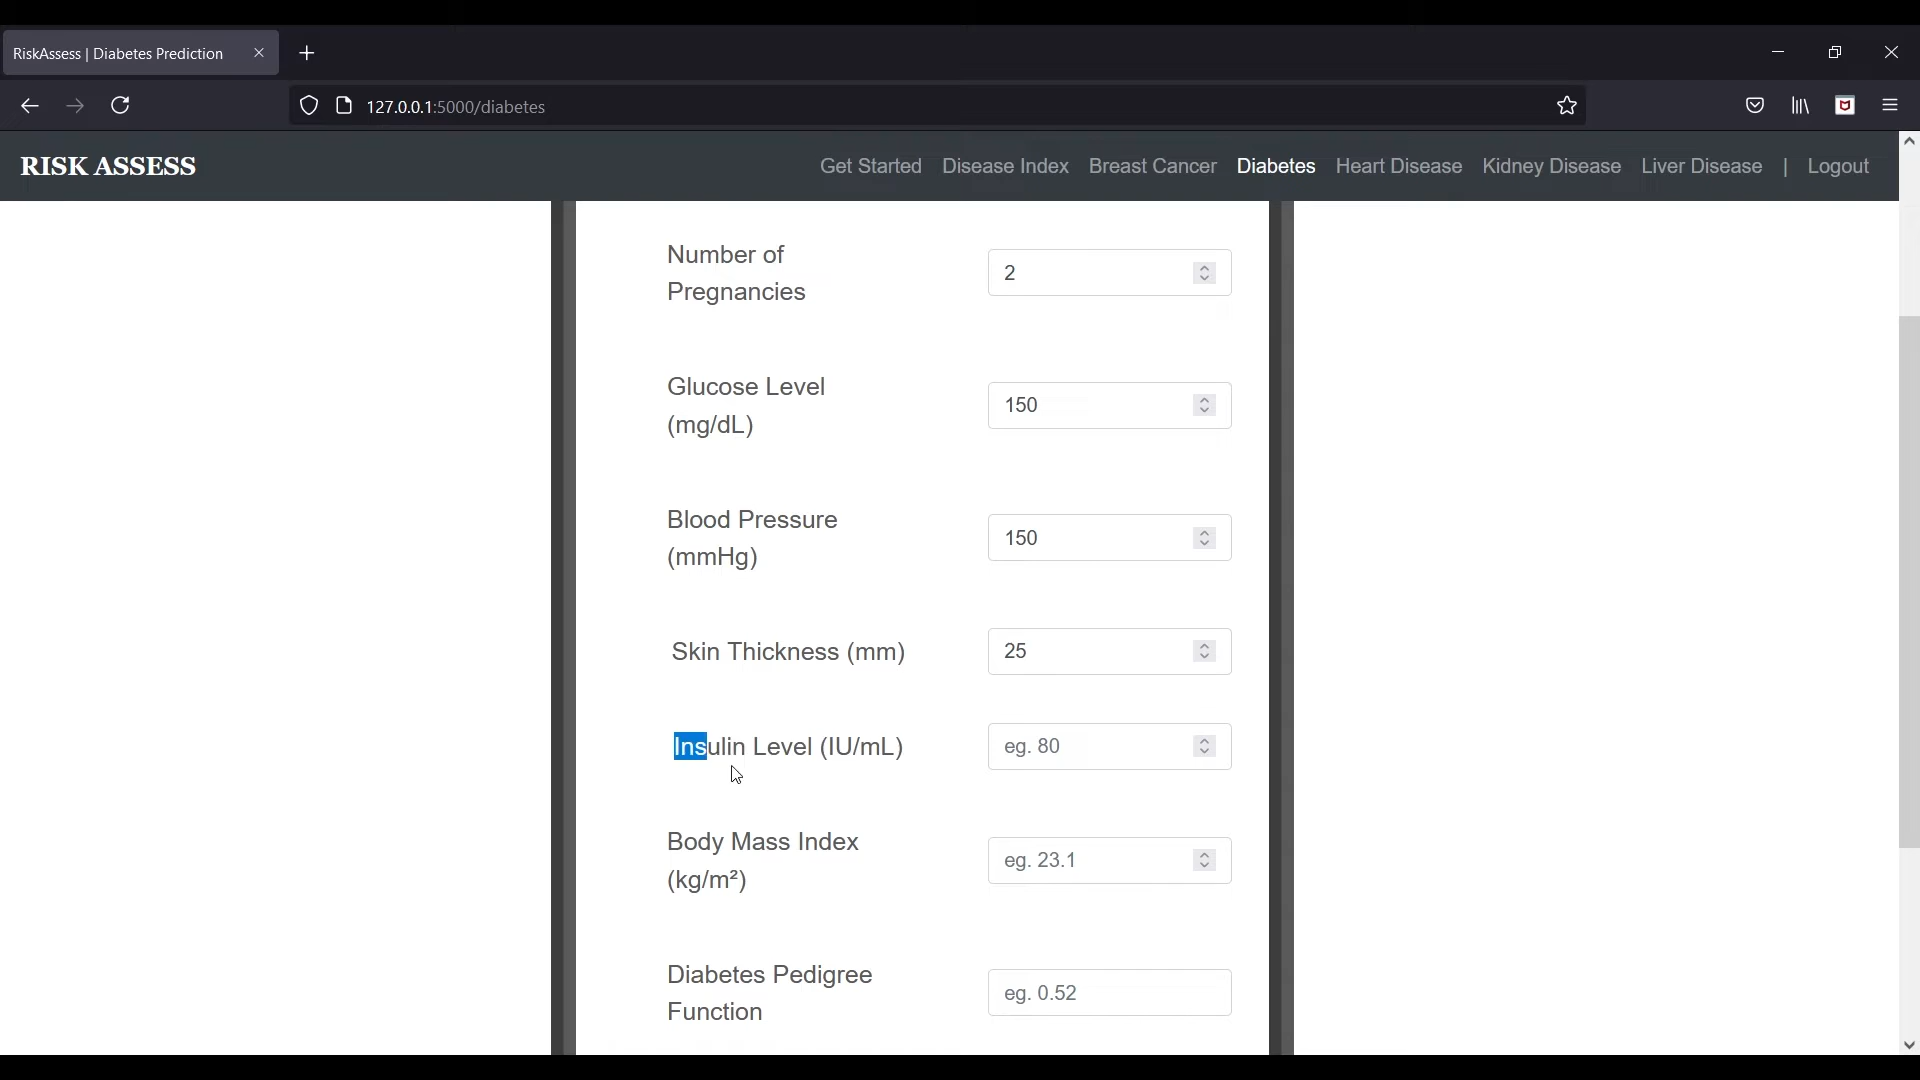 RiskAssess | Diabetes Prediction
127.0.0.1:5000/diabetes
RISK ASSESS
Get Started Disease Index Breast Cancer Diabetes Heart Disease Kidney Disease Liver Disease | Logout
Number of
Pregnancies
2
Glucose Level
(mg/dL)
150
Blood Pressure
(mmHg)
150
Skin Thickness (mm)
25
Insulin Level (IU/mL)
eg. 80
Body Mass Index
(kg/m²)
eg. 23.1
Diabetes Pedigree
Function
eg. 0.52